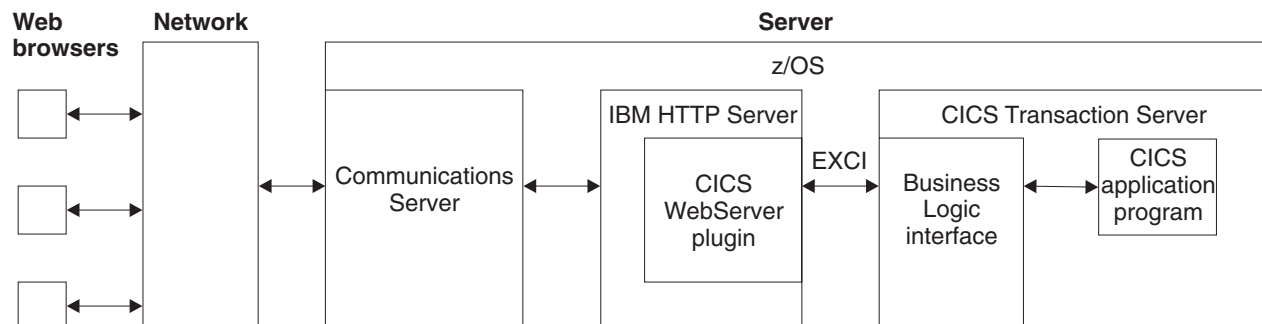 Web
browsers
Network
Server
z/OS
IBM HTTP Server
CICS Transaction Server
Communications
Server
CICS
WebServer
plugin
EXCI
Business
Logic
interface
CICS
application
program